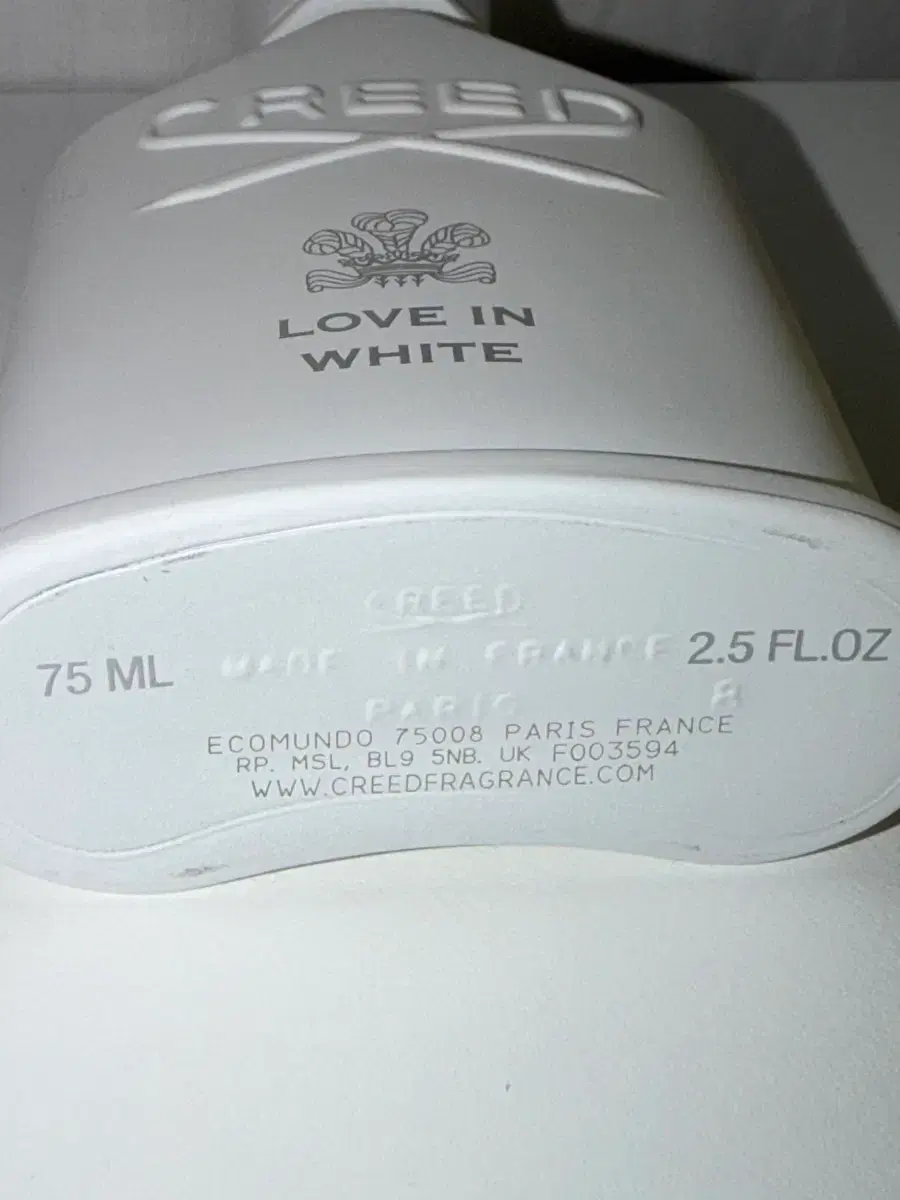 CREED
LOVE IN
WHITE
CREED
75 ML MADE IN FRANCE 2.5 FL.OZ
PARIS 8
ECOMUNDO 75008 PARIS FRANCE
RP. MSL, BL9 5NB. UK F003594
WWW.CREEDFRAGRANCE.COM